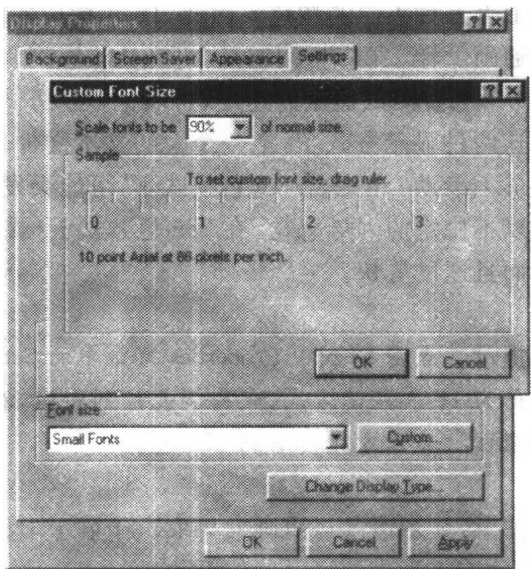 Display Properties
Background Screen Saver Appearance Settings
Custom Font Size
Scale fonts to be 90% of normal size.
Sample
To set custom font size, drag ruler.
0 1 2 3
10 point Arial at 86 pixels per inch.
OK Cancel
Font size
Small Fonts Custom...
Change Display Type...
OK Cancel Apply